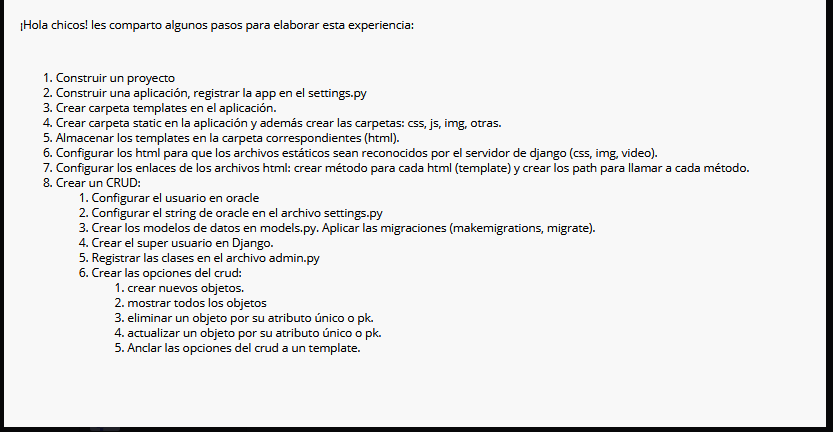 ¡Hola chicos! les comparto algunos pasos para elaborar esta experiencia:
1. Construir un proyecto
2. Construir una aplicación, registrar la app en el settings.py
3. Crear carpeta templates en el aplicación.
4. Crear carpeta static en la aplicación y además crear las carpetas: css, js, img, otras.
5. Almacenar los templates en la carpeta correspondientes (html).
6. Configurar los html para que los archivos estáticos sean reconocidos por el servidor de django (css, img, video).
7. Configurar los enlaces de los archivos html: crear método para cada html (template) y crear los path para llamar a cada método.
8. Crear un CRUD:
1. Configurar el usuario en oracle
2. Configurar el string de oracle en el archivo settings.py
3. Crear los modelos de datos en models.py. Aplicar las migraciones (makemigrations, migrate).
4. Crear el super usuario en Django.
5. Registrar las clases en el archivo admin.py
6. Crear las opciones del crud:
1. crear nuevos objetos.
2. mostrar todos los objetos
3. eliminar un objeto por su atributo único o pk.
4. actualizar un objeto por su atributo único o pk.
5. Anclar las opciones del crud a un template.